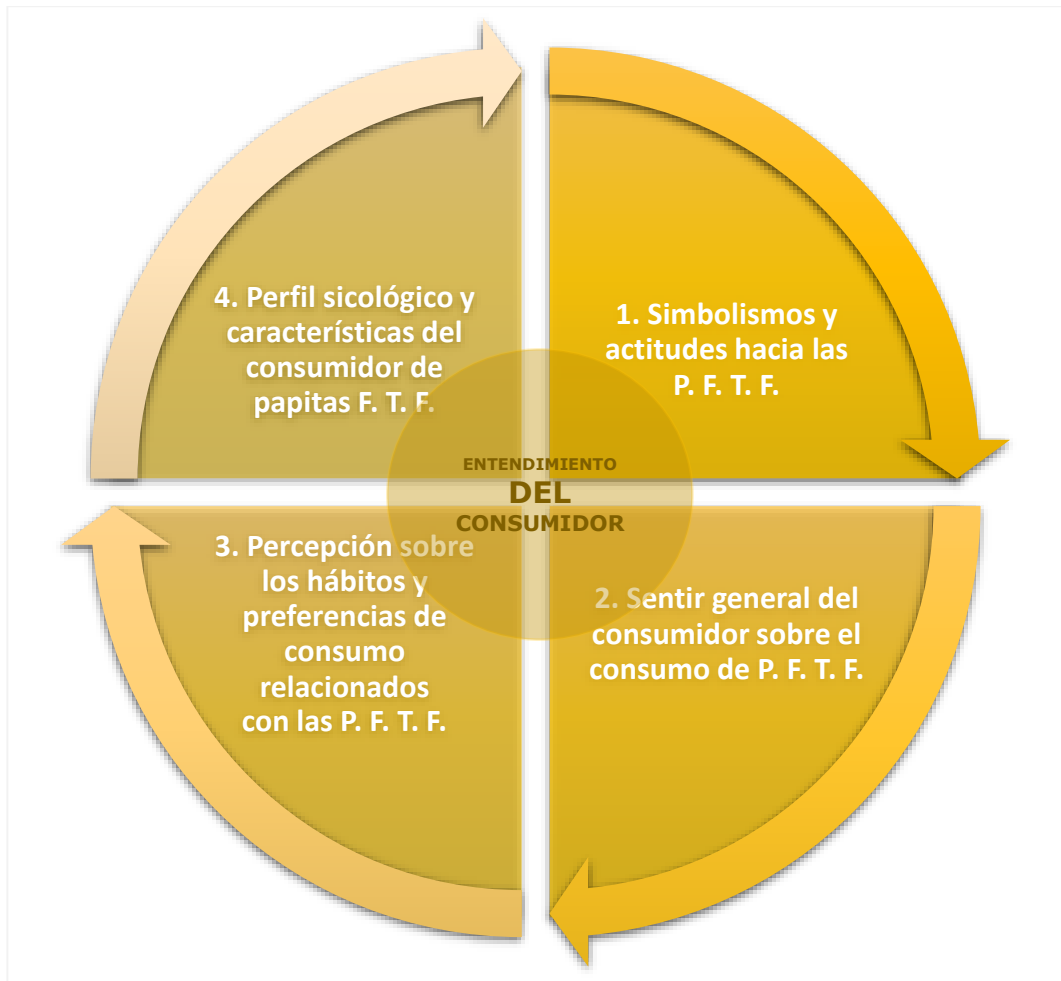 1. Simbolismos y
actitudes hacia las
P. F. T. F.
2. Sentir general del
consumidor sobre el
consumo de P. F. T. F.
3. Percepción sobre
los hábitos y
preferencias de
consumo
relacionados
con las P. F. T. F.
4. Perfil sicológico y
características del
consumidor de
papitas F. T. F.
ENTENDIMIENTO
DEL
CONSUMIDOR